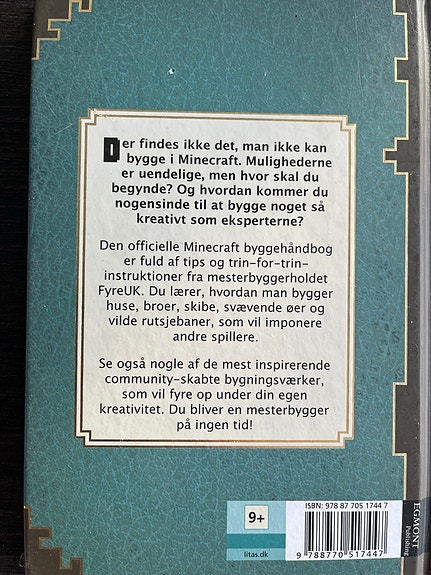 Der findes ikke det, man ikke kan
bygge i Minecraft. Mulighederne
er uendelige, men hvor skal du
begynde? Og hvordan kommer du
nogensinde til at bygge noget så
kreativt som eksperterne?
Den officielle Minecraft byggehåndbog
er fuld af tips og trin-for-trin-
instruktioner fra mesterbyggerholdet
FyreUK. Du lærer, hvordan man bygger
huse, broer, skibe, svævende øer og
vilde rutsjebaner, som vil imponere
andre spillere.
Se også nogle af de mest inspirerende
community-skabte bygningsværker,
som vil fyre op under din egen
kreativitet. Du bliver en mesterbygger
på ingen tid!
9+
litas.dk
ISBN: 978 87 705 1744 7
9 788770 517447
EGMONT
Publishing